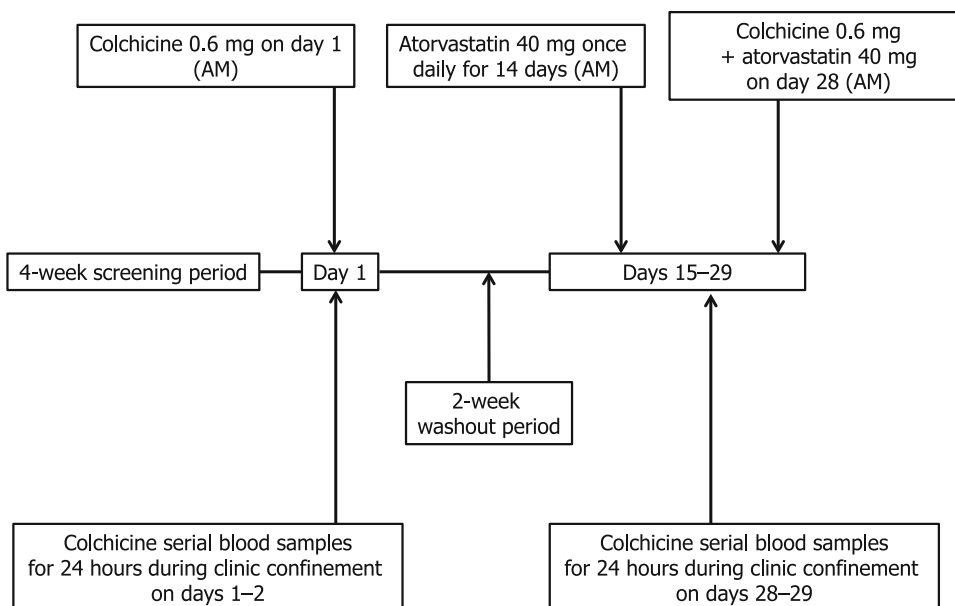 Colchicine 0.6 mg on day 1
(AM)
Atorvastatin 40 mg once
daily for 14 days (AM)
Colchicine 0.6 mg
+ atorvastatin 40 mg
on day 28 (AM)
4-week screening period
Day 1
Days 15–29
2-week
washout period
Colchicine serial blood samples
for 24 hours during clinic confinement
on days 1–2
Colchicine serial blood samples
for 24 hours during clinic confinement
on days 28–29